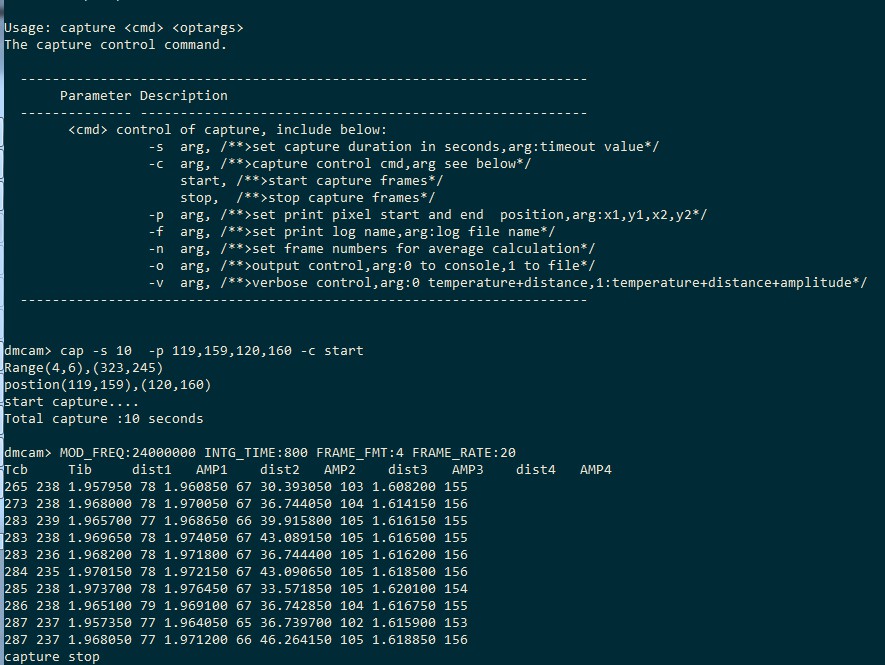 Usage: capture <cmd> <optargs>
The capture control command.
-----------------------------------------------------------------------
Parameter Description
-------------- --------------------------------------------------------
<cmd> control of capture, include below:
-s arg, /**>set capture duration in seconds,arg:timeout value*/
-c arg, /**>capture control cmd,arg see below*/
start, /**>start capture frames*/
stop, /**>stop capture frames*/
-p arg, /**>set print pixel start and end position,arg:x1,y1,x2,y2*/
-f arg, /**>set print log name,arg:log file name*/
-n arg, /**>set frame numbers for average calculation*/
-o arg, /**>output control,arg:0 to console,1 to file*/
-v arg, /**>verbose control,arg:0 temperature+distance,1:temperature+distance+amplitude*/
-----------------------------------------------------------------------
dmcam> cap -s 10 -p 119,159,120,160 -c start
Range(4,6),(323,245)
postion(119,159),(120,160)
start capture....
Total capture :10 seconds
dmcam> MOD_FREQ:24000000 INTG_TIME:800 FRAME_FMT:4 FRAME_RATE:20
Tcb Tib dist1 AMP1 dist2 AMP2 dist3 AMP3 dist4 AMP4
265 238 1.957950 78 1.960850 67 30.393050 103 1.608200 155
273 238 1.968000 78 1.970050 67 36.744050 104 1.614150 156
283 239 1.965700 77 1.968650 66 39.915800 105 1.616150 155
283 238 1.969650 78 1.974050 67 43.089150 105 1.616500 155
283 236 1.968200 78 1.971800 67 36.744400 105 1.616200 156
284 235 1.970150 78 1.972150 67 43.090650 105 1.618500 156
285 238 1.973700 78 1.976450 67 33.571850 105 1.620100 154
286 238 1.965100 79 1.969100 67 36.742850 104 1.616750 155
287 237 1.957350 77 1.964050 65 36.739700 102 1.615900 153
287 237 1.968050 77 1.971200 66 46.264150 105 1.618850 156
capture stop